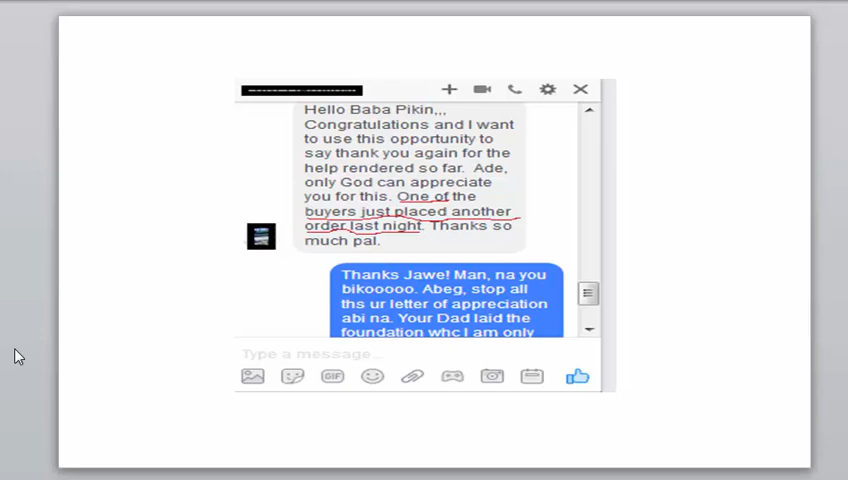 Hello Baba Pikin,,,
Congratulations and I want
to use this opportunity to
say thank you again for the
help rendered so far. Ade,
only God can appreciate
you for this. One of the
buyers just placed another
order last night. Thanks so
much pal.
Thanks Jawe! Man, na you
bikooooo. Abeg, stop all
ths ur letter of appreciation
abi na. Your Dad laid the
foundation whc I am only
Type a message...
GIF